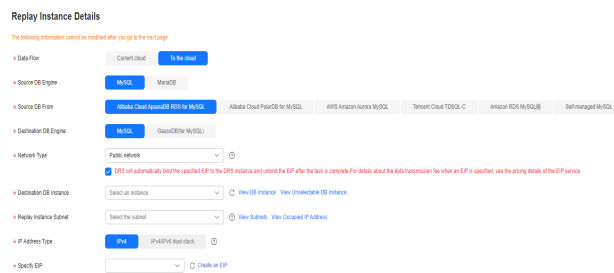 Replay Instance Details
The following information cannot be modified after you go to the next page.
* Data Flow Current cloud To the cloud
* Source DB Engine MySQL MariaDB
* Source DB From Alibaba Cloud ApsaraDB RDS for MySQL Alibaba Cloud PolarDB for MySQL AWS Amazon Aurora MySQL Tencent Cloud TDSQL-C Amazon RDS MySQL版 Self-managed MySQL
* Destination DB Engine MySQL GaussDB(for MySQL)
* Network Type Public network
DRS will automatically bind the specified EIP to the DRS instance and unbind the EIP after the task is complete.For details about the data transmission fee when an EIP is specified, see the pricing details of the EIP service.
* Destination DB Instance Select an instance View DB Instance View Unselectable DB Instance
* Replay Instance Subnet Select the subnet View Subnets View Occupied IP Address
* IP Address Type IPv4 IPv4/IPv6 dual stack
* Specify EIP Create an EIP